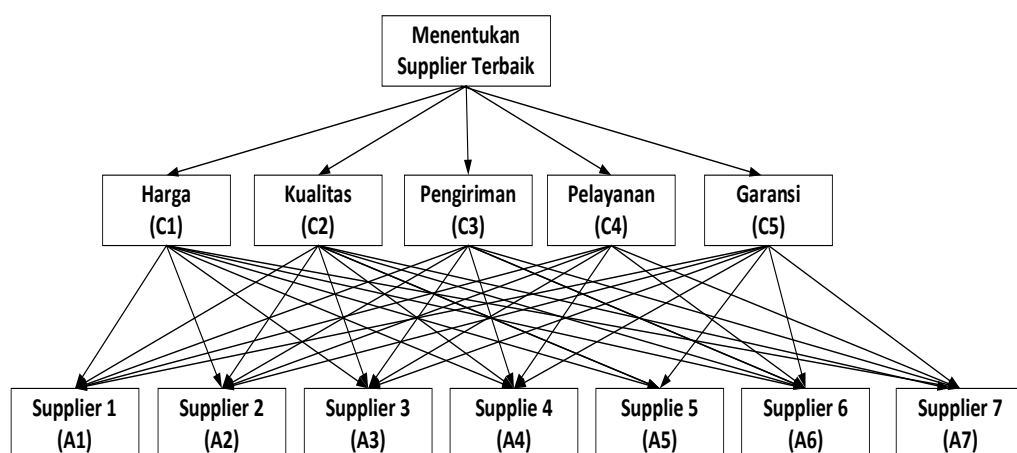 Menentukan
Supplier Terbaik
Harga
(C1)
Kualitas
(C2)
Pengiriman
(C3)
Pelayanan
(C4)
Garansi
(C5)
Supplier 1
(A1)
Supplier 2
(A2)
Supplier 3
(A3)
Supplie 4
(A4)
Supplie 5
(A5)
Supplier 6
(A6)
Supplier 7
(A7)